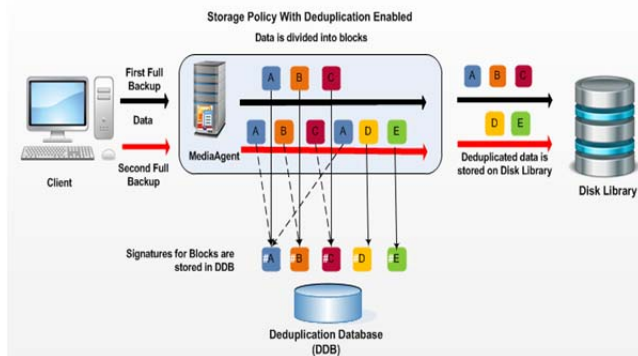 Storage Policy With Deduplication Enabled
Data is divided into blocks
First Full
Backup
Data
Second Full
Backup
Client
MediaAgent
A B C
A B C A D E
A B C
D E
Deduplicated data is
stored on Disk Library
Disk Library
Signatures for Blocks are
stored in DDB
#A #B #C #D #E
Deduplication Database
(DDB)